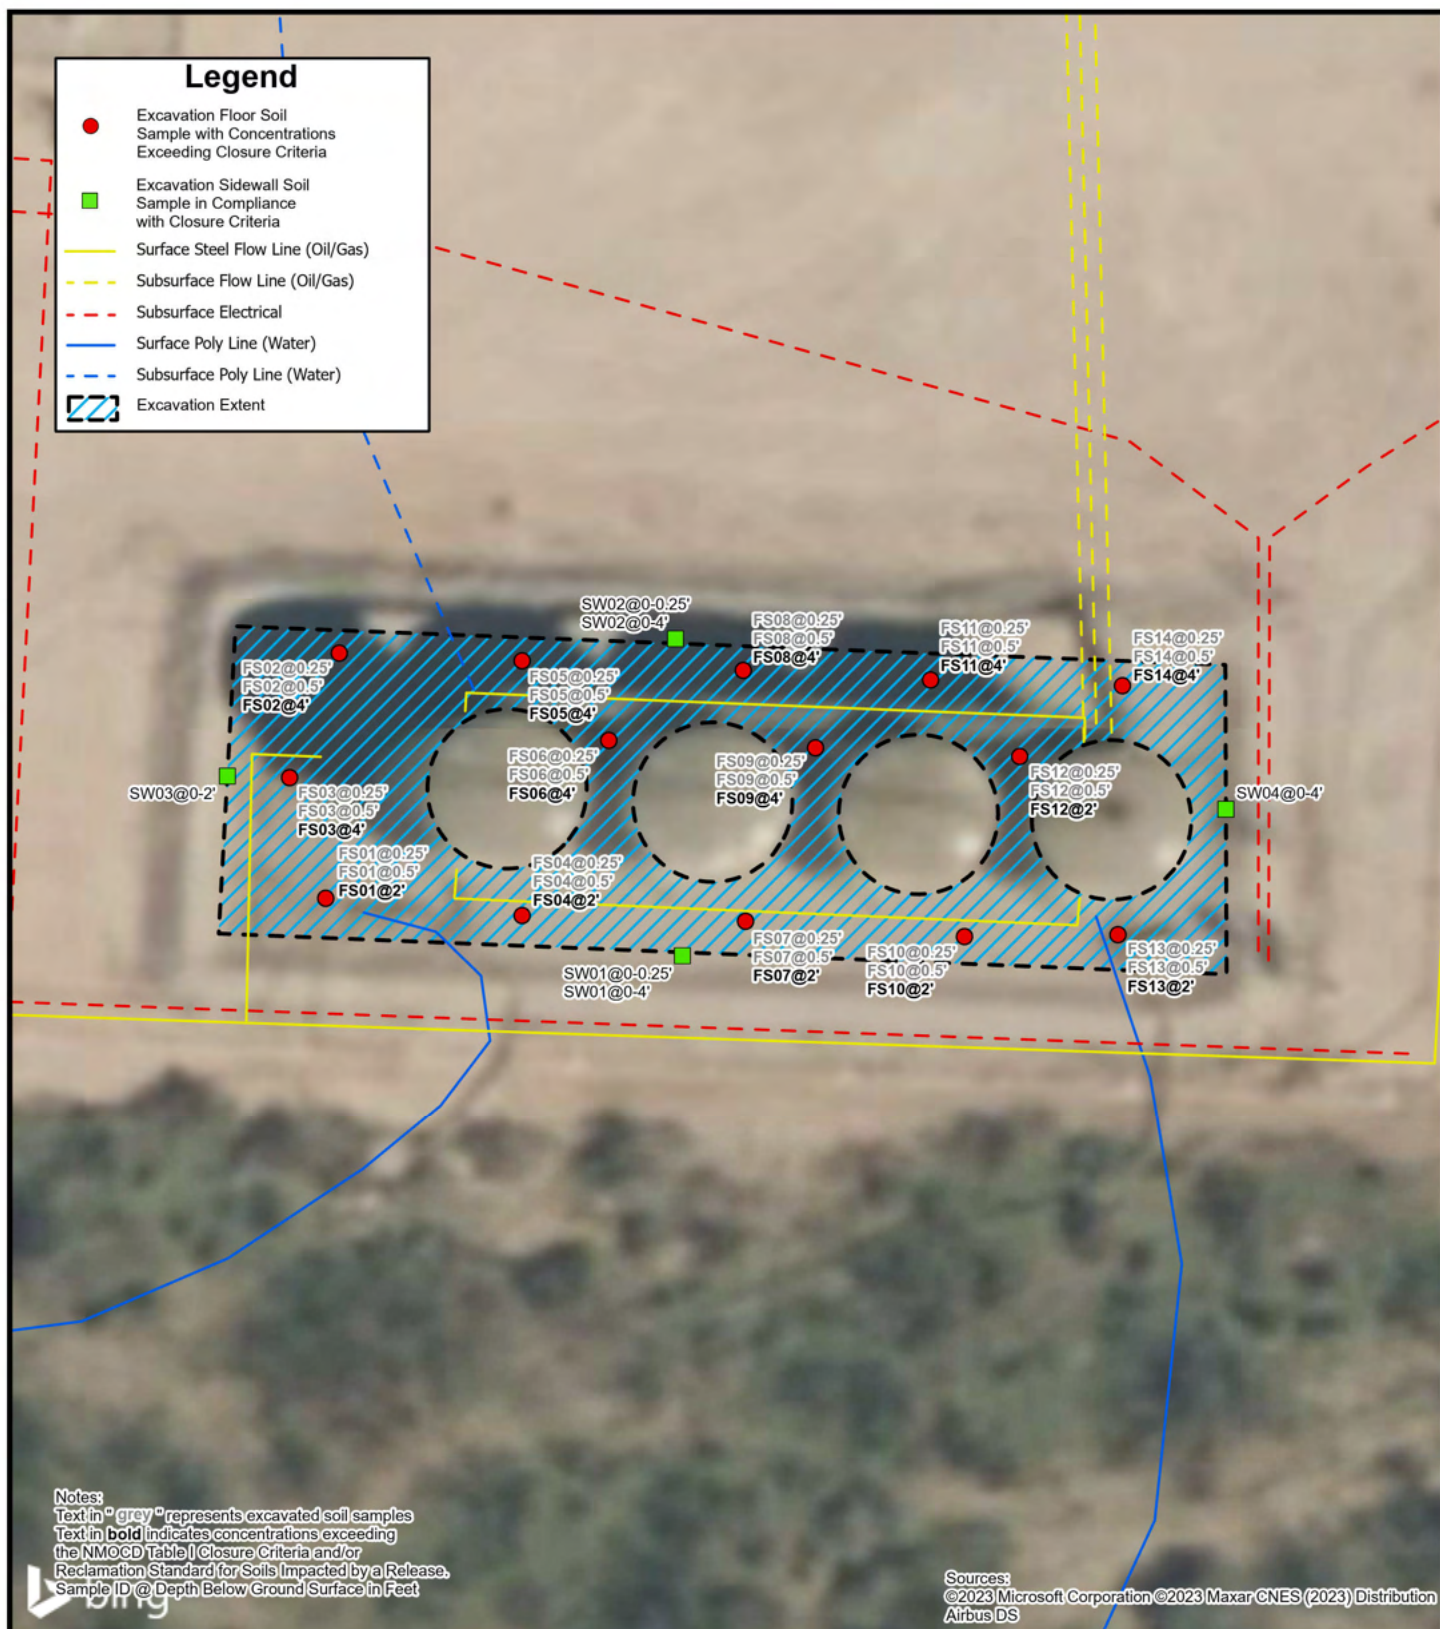 Legend
Excavation Floor Soil
Sample with Concentrations
Exceeding Closure Criteria
Excavation Sidewall Soil
Sample in Compliance
with Closure Criteria
Surface Steel Flow Line (Oil/Gas)
Subsurface Flow Line (Oil/Gas)
Subsurface Electrical
Surface Poly Line (Water)
Subsurface Poly Line (Water)
Excavation Extent
SW02@0-0.25'
SW02@0-4'
FS08@0.25'
FS08@0.5'
FS08@4'
FS11@0.25'
FS11@0.5'
FS11@4'
FS14@0.25'
FS14@0.5'
FS14@4'
FS02@0.25'
FS02@0.5'
FS02@4'
FS05@0.25'
FS05@0.5'
FS05@4'
FS06@0.25'
FS06@0.5'
FS06@4'
FS09@0.25'
FS09@0.5'
FS09@4'
FS12@0.25'
FS12@0.5'
FS12@2'
SW03@0-2'
FS03@0.25'
FS03@0.5'
FS03@4'
SW04@0-4'
FS01@0.25'
FS01@0.5'
FS01@2'
FS04@0.25'
FS04@0.5'
FS04@2'
SW01@0-0.25'
SW01@0-4'
FS07@0.25'
FS07@0.5'
FS07@2'
FS10@0.25'
FS10@0.5'
FS10@2'
FS13@0.25'
FS13@0.5'
FS13@2'
Notes:
Text in " grey " represents excavated soil samples
Text in bold indicates concentrations exceeding
the NMOCD Table I Closure Criteria and/or
Reclamation Standard for Soils Impacted by a Release.
Sample ID @ Depth Below Ground Surface in Feet
bing
Sources:
©2023 Microsoft Corporation ©2023 Maxar CNES (2023) Distribution
Airbus DS